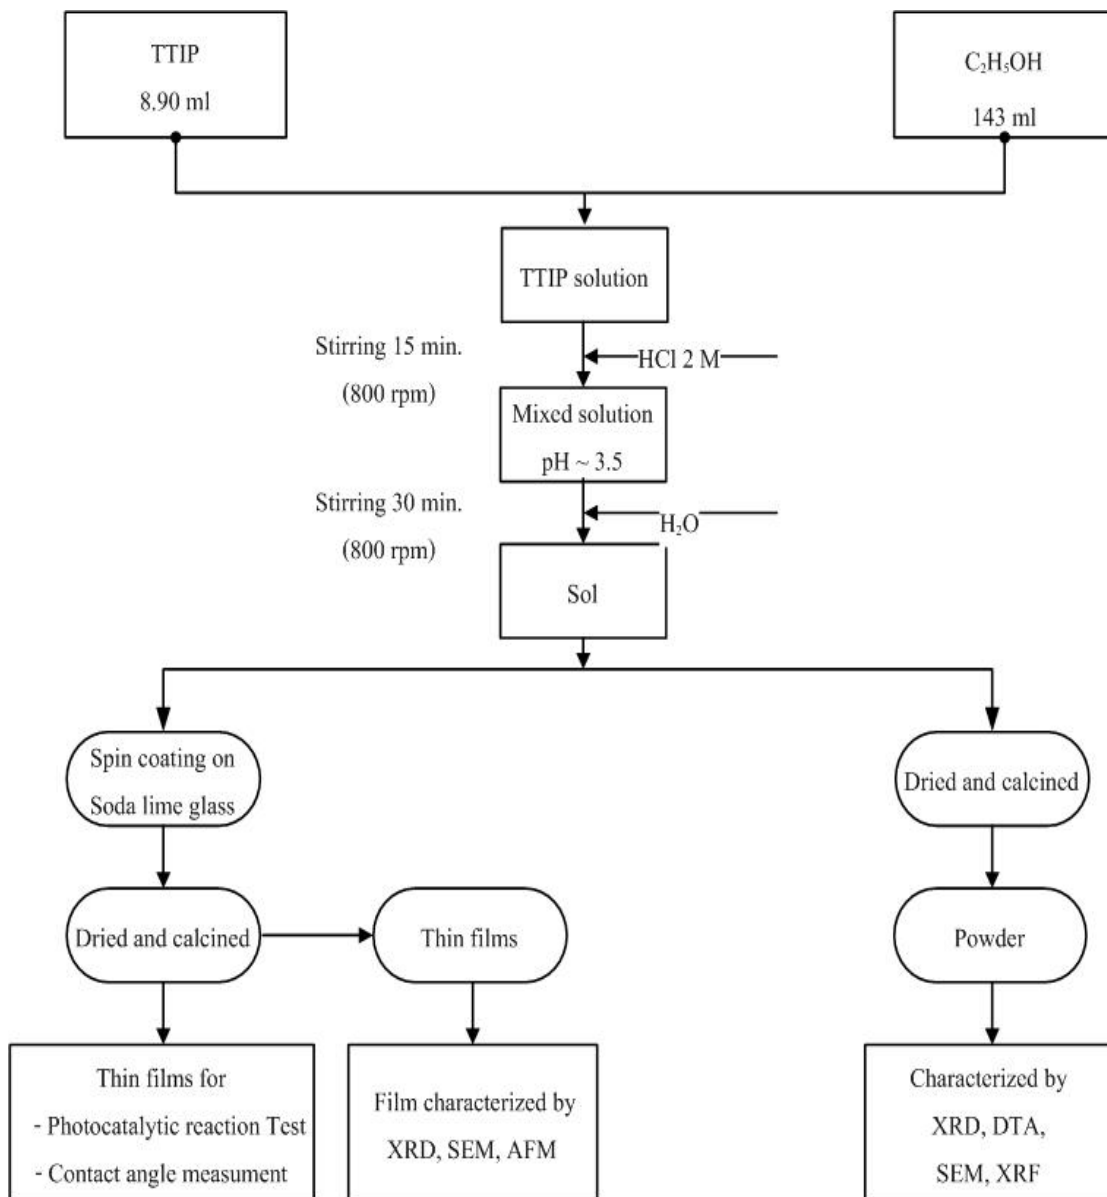 TTIP
8.90 ml
C₂H₅OH
143 ml
TTIP solution
Stirring 15 min.
(800 rpm)
HCl 2 M
Mixed solution
pH ~ 3.5
Stirring 30 min.
(800 rpm)
H₂O
Sol
Spin coating on
Soda lime glass
Dried and calcined
Dried and calcined
Thin films
Powder
Thin films for
- Photocatalytic reaction Test
- Contact angle measument
Film characterized by
XRD, SEM, AFM
Characterized by
XRD, DTA,
SEM, XRF